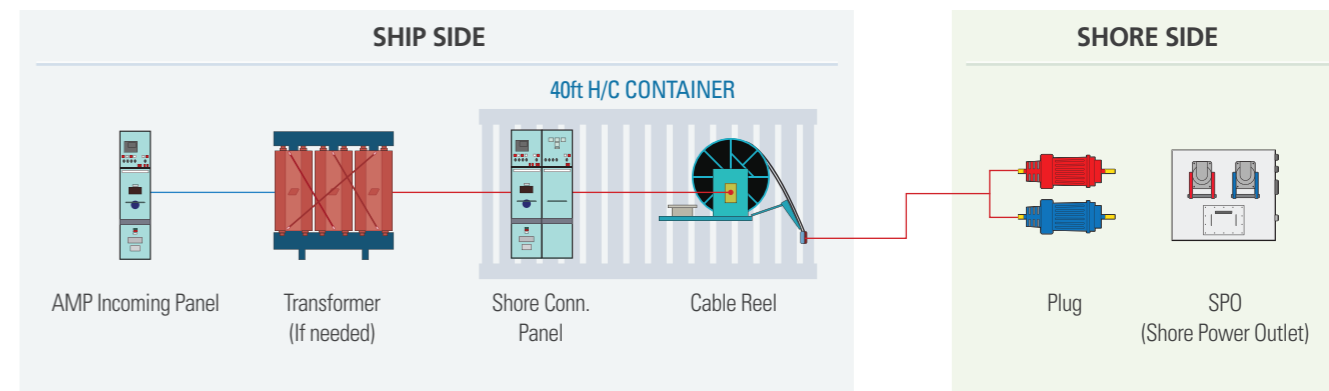 SHIP SIDE
SHORE SIDE
40ft H/C CONTAINER
AMP Incoming Panel
Transformer
(If needed)
Shore Conn.
Panel
Cable Reel
Plug
SPO
(Shore Power Outlet)